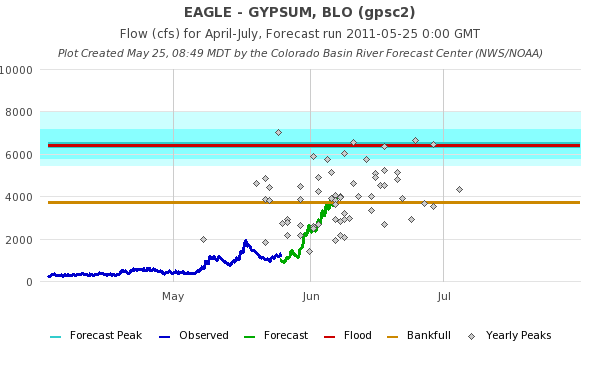 EAGLE - GYPSUM, BLO (gpsc2)
Flow (cfs) for April-July, Forecast run 2011-05-25 0:00 GMT
Plot Created May 25, 08:49 MDT by the Colorado Basin River Forecast Center (NWS/NOAA)
10000
8000
6000
4000
2000
0
May Jun Jul
Forecast Peak Observed Forecast Flood Bankfull Yearly Peaks